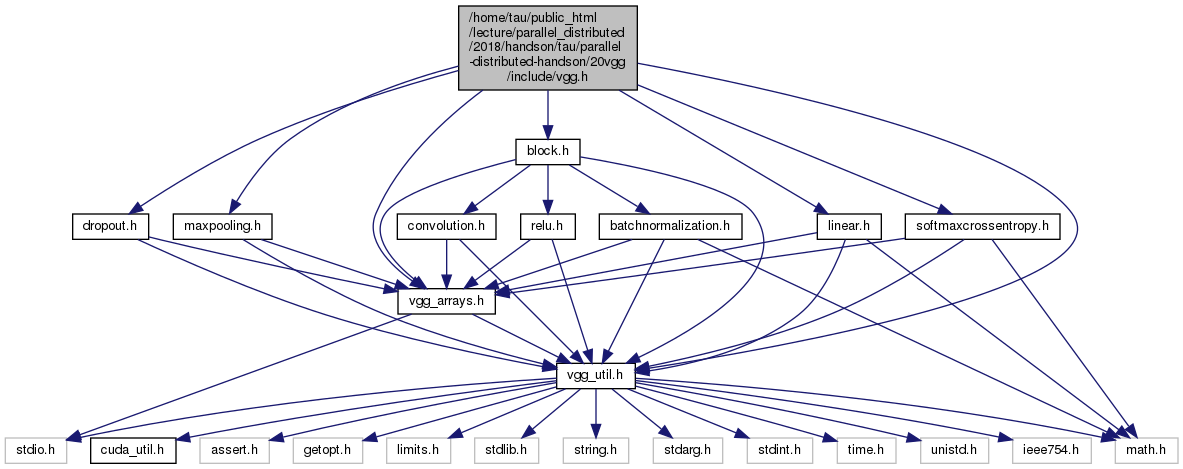 /home/tau/public_html
/lecture/parallel_distributed
/2018/handson/tau/parallel
-distributed-handson/20vgg
/include/vgg.h
block.h
dropout.h
maxpooling.h
convolution.h
relu.h
batchnormalization.h
linear.h
softmaxcrossentropy.h
vgg_arrays.h
vgg_util.h
stdio.h
cuda_util.h
assert.h
getopt.h
limits.h
stdlib.h
string.h
stdarg.h
stdint.h
time.h
unistd.h
ieee754.h
math.h